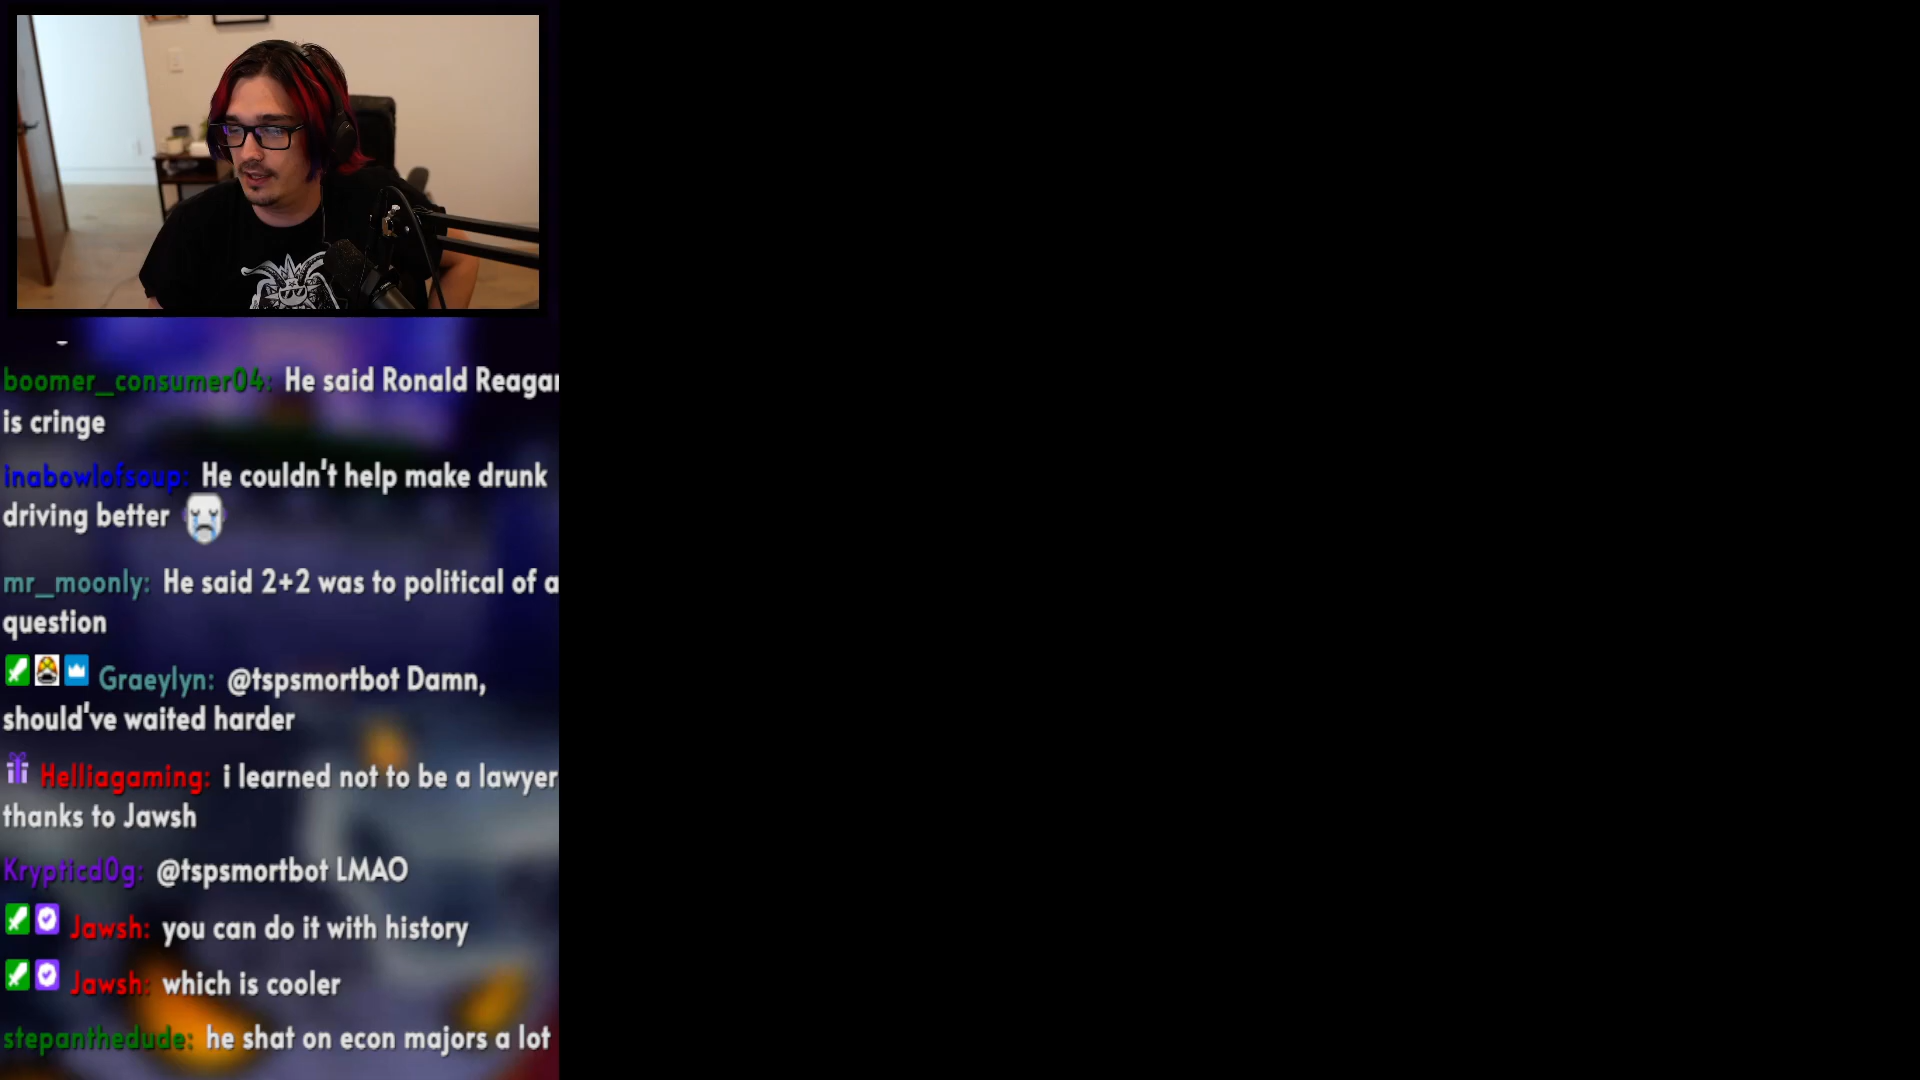 boomer_consumer04: He said Ronald Reagan
is cringe
inabowlofsoup: He couldn't help make drunk
driving better
mr_moonly: He said 2+2 was to political of a
question
Graeylyn: @tspsmortbot Damn,
should've waited harder
Helliagaming: i learned not to be a lawyer
thanks to Jawsh
Krypticd0g: @tspsmortbot LMAO
Jawsh: you can do it with history
Jawsh: which is cooler
stepanthedude: he shat on econ majors a lot